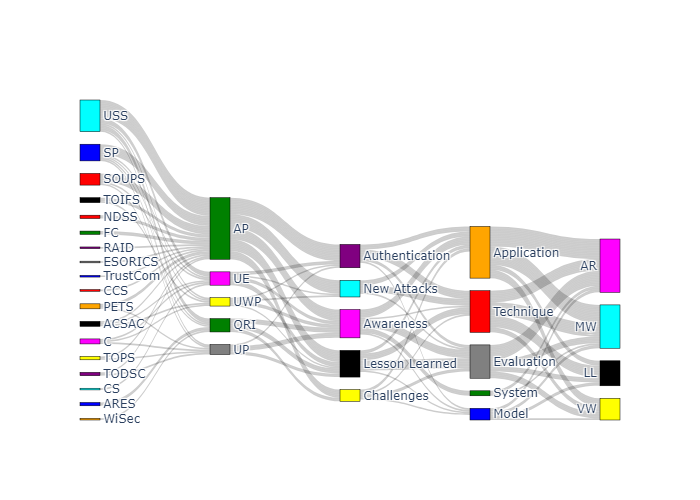 USS
SP
SOUPS
TOIFS
NDSS
FC
RAID
ESORICS
TrustCom
CCS
PETS
ACSAC
C
TOPS
TODSC
CS
ARES
WiSec
AP
UE
UWP
QRI
UP
Authentication
New Attacks
Awareness
Lesson Learned
Challenges
Application
Technique
Evaluation
System
Model
AR
MW
LL
VW